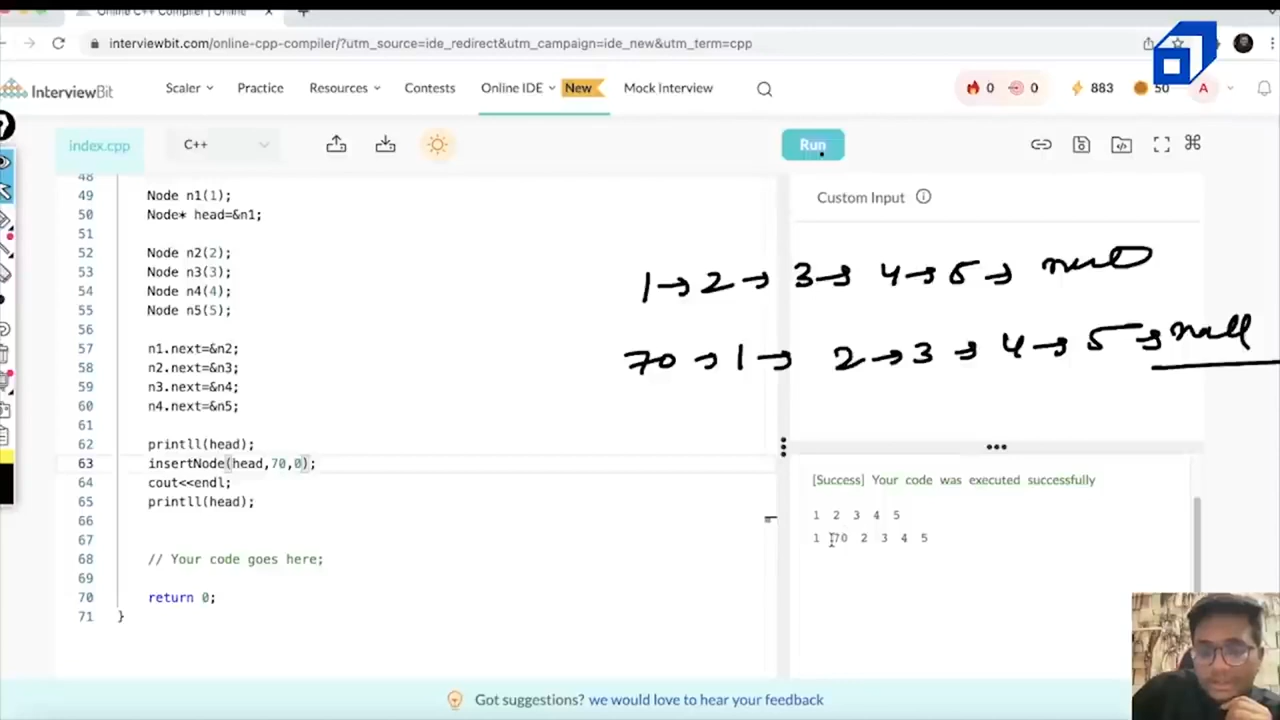 Online C++ Compiler | Online
interviewbit.com/online-cpp-compiler/?utm_source=ide_redirect&utm_campaign=ide_new&utm_term=cpp
InterviewBit Scaler Practice Resources Contests Online IDE New Mock Interview 0 0 883 50 A
index.cpp C++ Run
48
49 Node n1(1);
50 Node* head=&n1;
51
52 Node n2(2);
53 Node n3(3);
54 Node n4(4);
55 Node n5(5);
56
57 n1.next=&n2;
58 n2.next=&n3;
59 n3.next=&n4;
60 n4.next=&n5;
61
62 printll(head);
63 insertNode(head,70,0);
64 cout<<endl;
65 printll(head);
66
67
68 // Your code goes here;
69
70 return 0;
71 }
Custom Input
1→2→ 3→ 4→5→ null
70→1→ 2→3→ 4→5→null
[Success] Your code was executed successfully
1 2 3 4 5
1 70 2 3 4 5
Got suggestions? we would love to hear your feedback